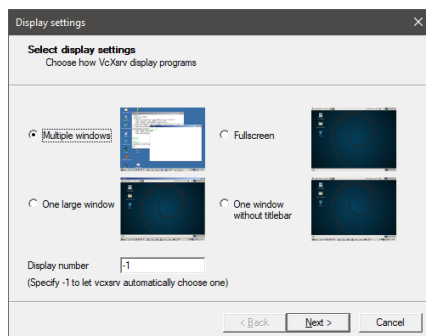 Display settings
Select display settings
Choose how VcXsrv display programs
Multiple windows
Fullscreen
One large window
One window
without titlebar
Display number
-1
(Specify -1 to let vcxsrv automatically choose one)
< Back
Next >
Cancel